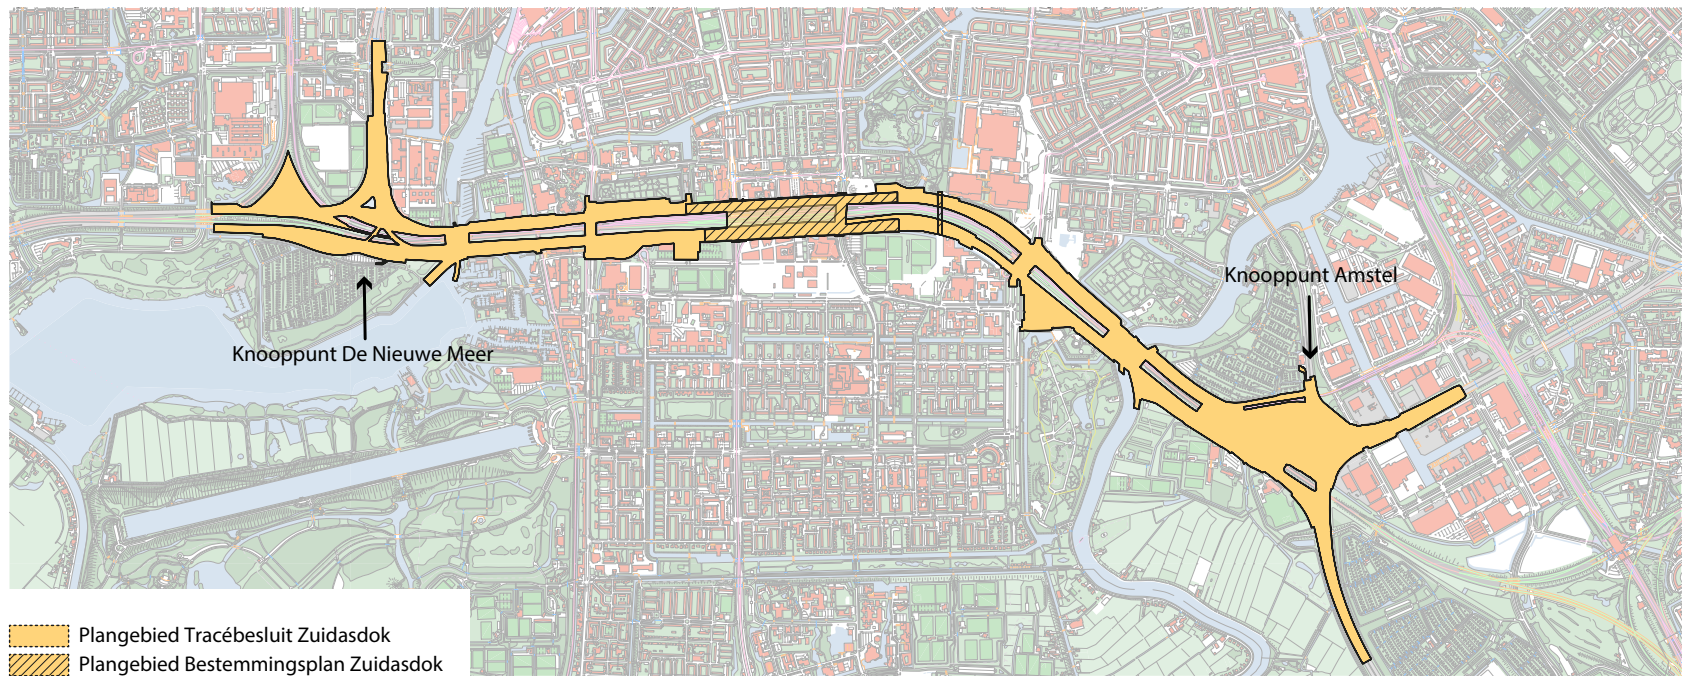 Knooppunt Amstel
Knooppunt De Nieuwe Meer
Plangebied Tracébesluit Zuidasdok
Plangebied Bestemmingsplan Zuidasdok